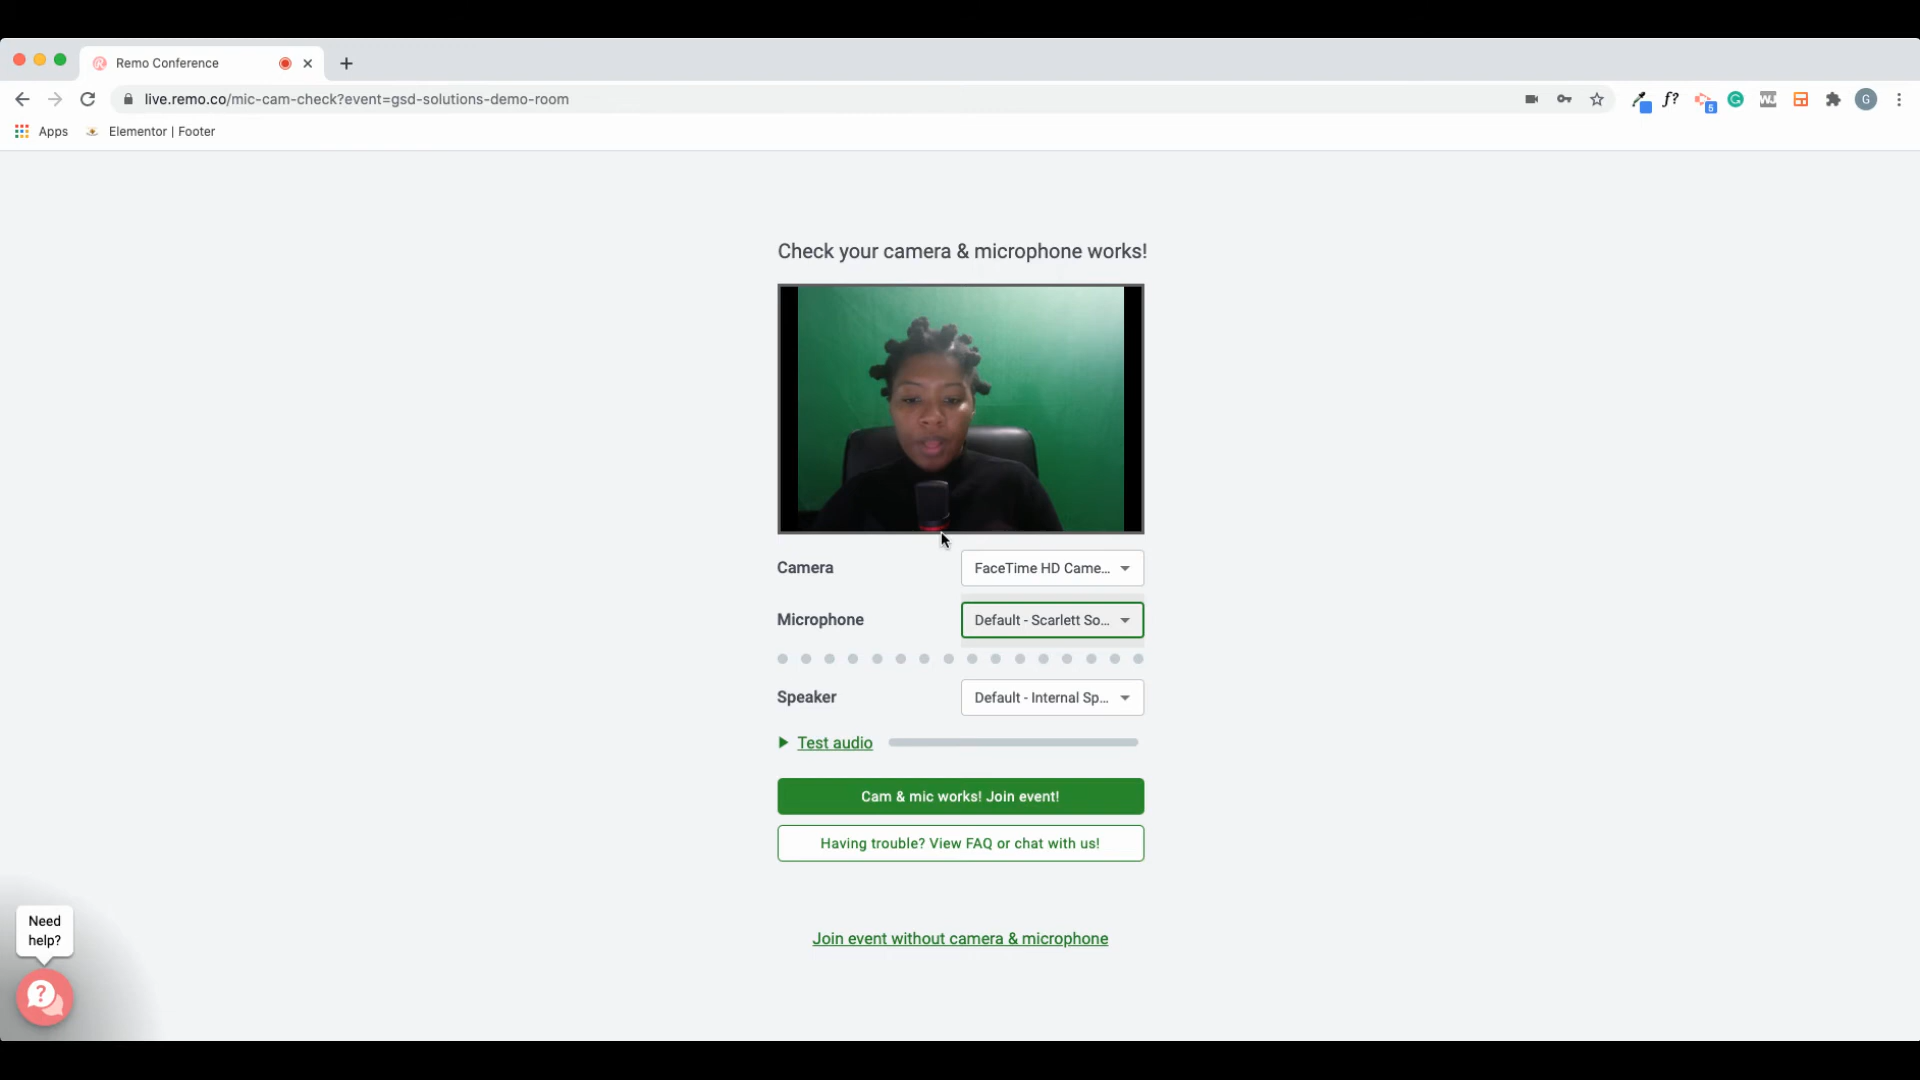 Remo Conference
live.remo.co/mic-cam-check?event=gsd-solutions-demo-room
f?
5
G
Apps
Elementor | Footer
Check your camera & microphone works!
Camera
FaceTime HD Came...
Microphone
Default - Scarlett So...
Speaker
Default - Internal Sp...
Test audio
Cam & mic works! Join event!
Having trouble? View FAQ or chat with us!
Need
help?
?
Join event without camera & microphone